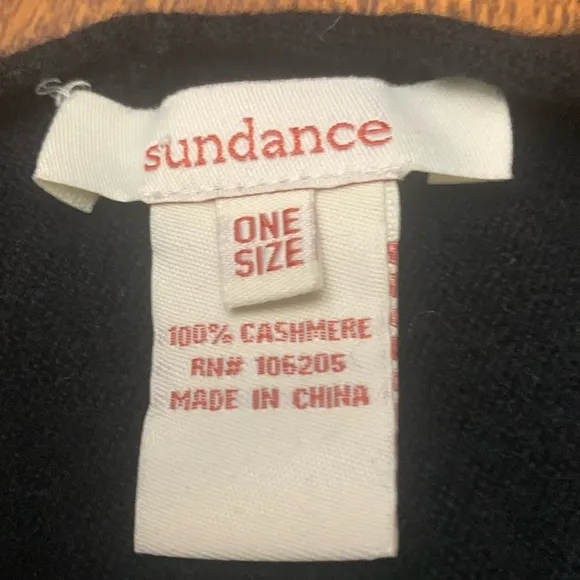 sundance
ONE
SIZE
100% CASHMERE
RN# 106205
MADE IN CHINA